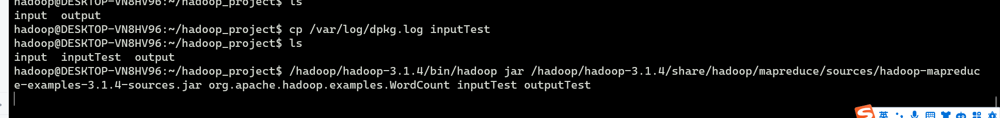 hadoop@DESKTOP-VN8HV96:~/hadoop_project$ ls
input  output
hadoop@DESKTOP-VN8HV96:~/hadoop_project$ cp /var/log/dpkg.log inputTest
hadoop@DESKTOP-VN8HV96:~/hadoop_project$ ls
input  inputTest  output
hadoop@DESKTOP-VN8HV96:~/hadoop_project$ /hadoop/hadoop-3.1.4/bin/hadoop jar /hadoop/hadoop-3.1.4/share/hadoop/mapreduce/sources/hadoop-mapreduc
e-examples-3.1.4-sources.jar org.apache.hadoop.examples.WordCount inputTest outputTest
英